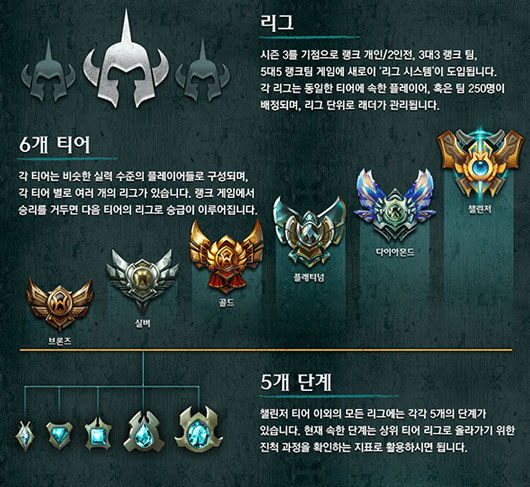 리그
시즌 3를 기점으로 랭크 개인/2인전, 3대3 랭크 팀,
5대5 랭크팀 게임에 새로이 '리그 시스템'이 도입됩니다.
각 리그는 동일한 티어에 속한 플레이어, 혹은 팀 250명이
배정되며, 리그 단위로 래더가 관리됩니다.
6개 티어
각 티어는 비슷한 실력 수준의 플레이어들로 구성되며,
각 티어 별로 여러 개의 리그가 있습니다. 랭크 게임에서
승리를 거두면 다음 티어의 리그로 승급이 이루어집니다.
챌린저
다이아몬드
플래티넘
골드
실버
브론즈
5개 단계
챌린저 티어 이외의 모든 리그에는 각각 5개의 단계가
있습니다. 현재 속한 단계는 상위 티어 리그로 올라가기 위한
진척 과정을 확인하는 지표로 활용하시면 됩니다.